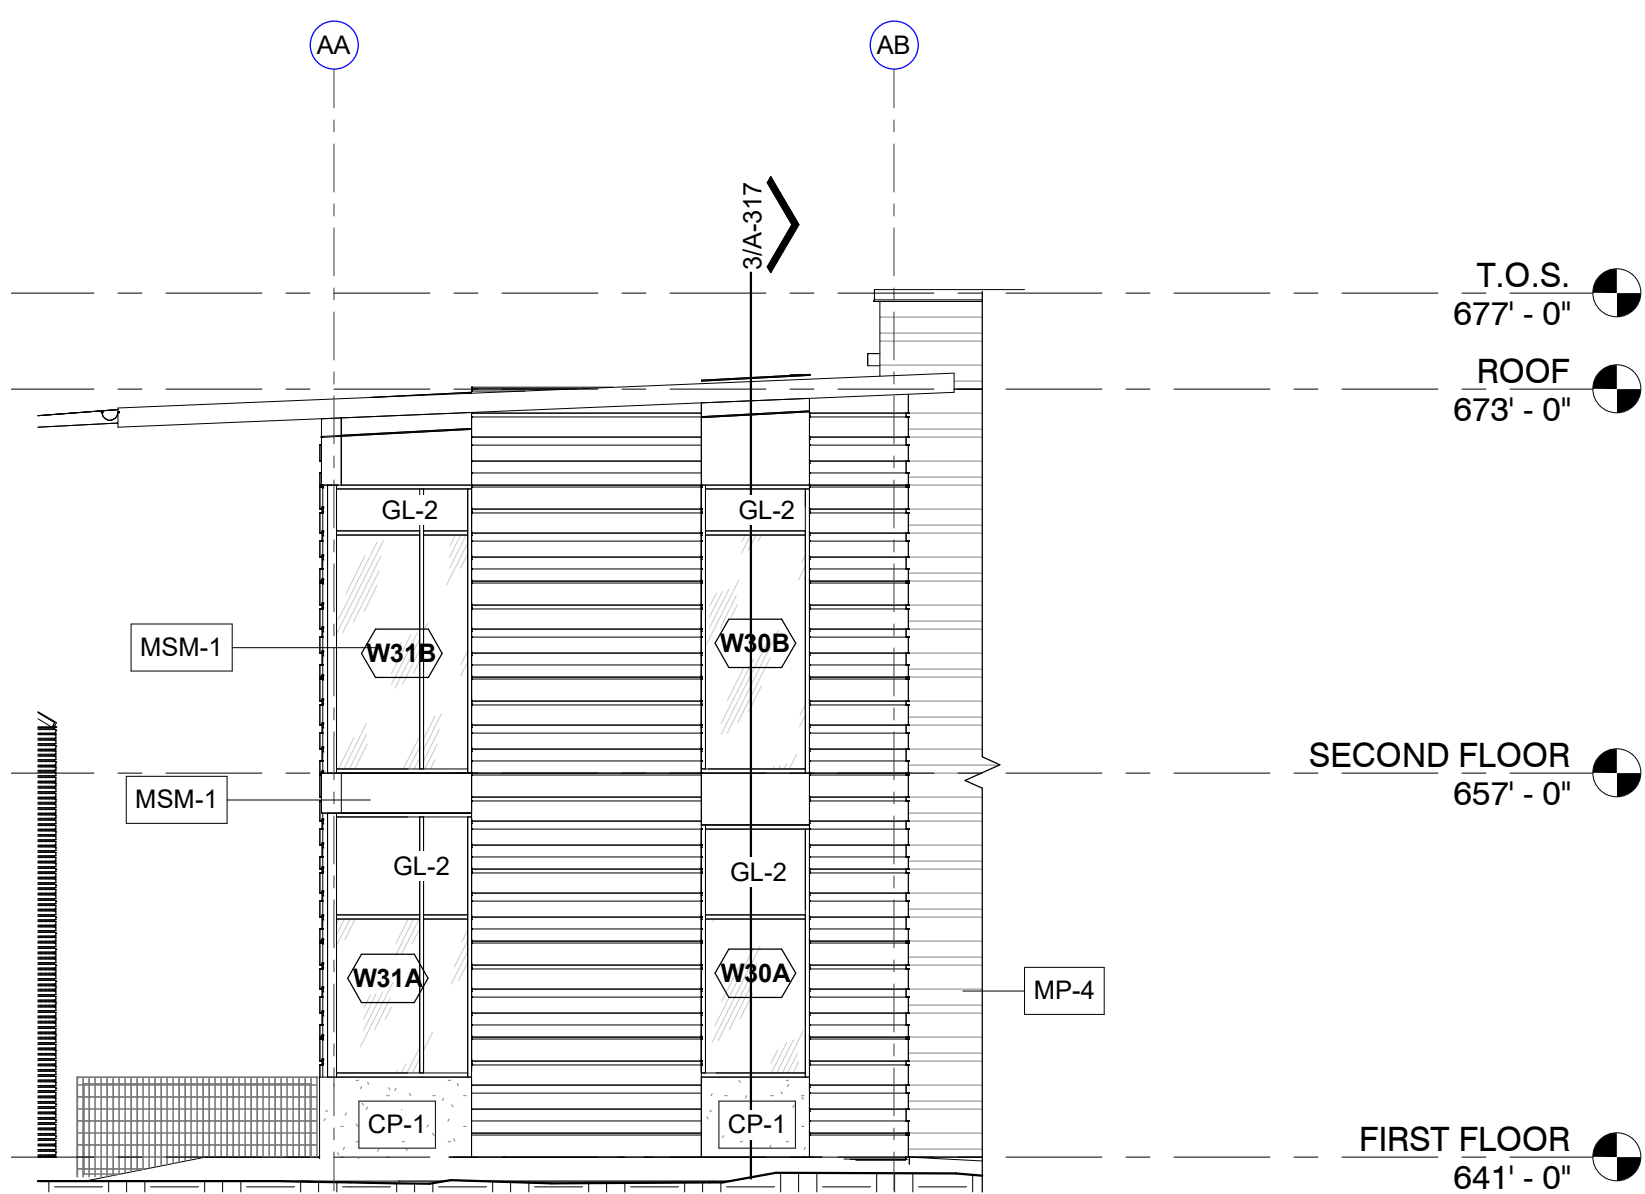 AA
AB
3/A-317
T.O.S.
677' - 0"
ROOF
673' - 0"
GL-2
GL-2
MSM-1
W31B
W30B
SECOND FLOOR
657' - 0"
MSM-1
GL-2
GL-2
W31A
W30A
MP-4
CP-1
CP-1
FIRST FLOOR
641' - 0"